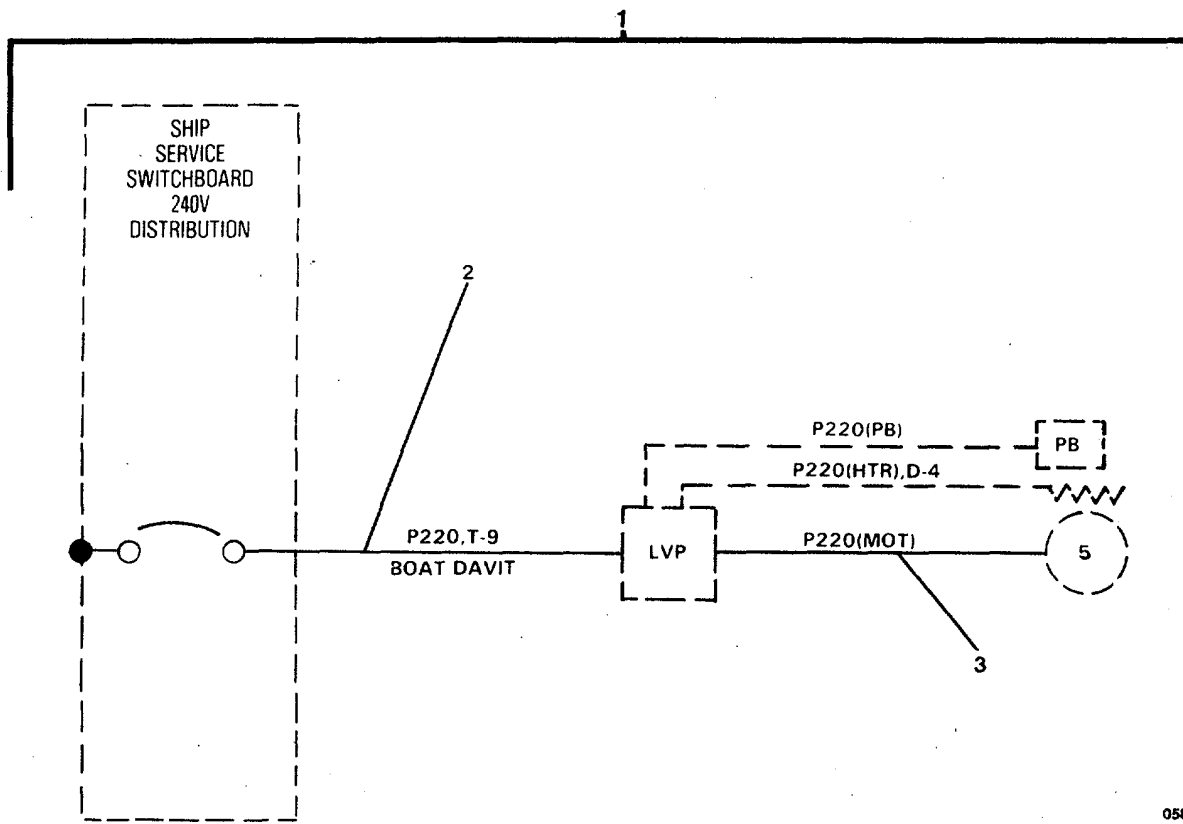 1
SHIP
SERVICE
SWITCHBOARD
240V
DISTRIBUTION
2
P220(PB)
PB
P220(HTR),D-4
P220,T-9
BOAT DAVIT
LVP
P220(MOT)
5
3
058